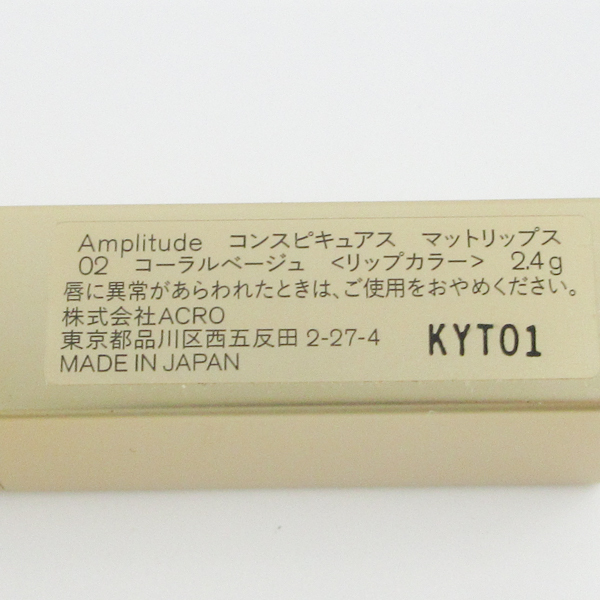 Amplitude コンスピキュアス マットリップス
02 コーラルベージュ <リップカラー> 2.4g
唇に異常があらわれたときは、ご使用をおやめください。
株式会社ACRO
東京都品川区西五反田 2-27-4 KYT01
MADE IN JAPAN